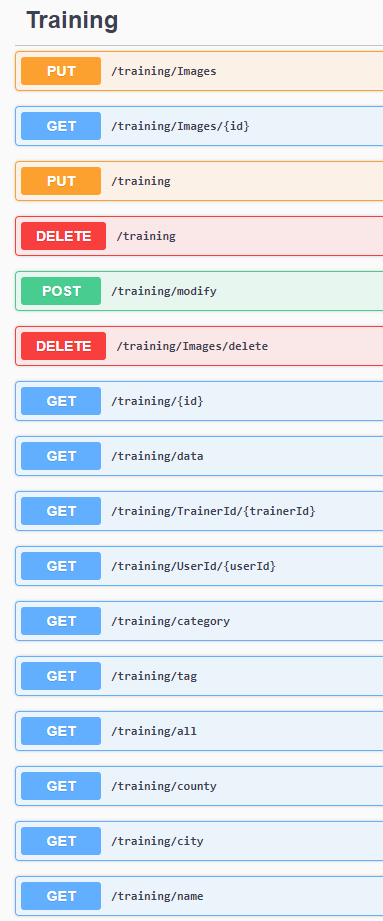 Training
PUT /training/Images
GET /training/Images/{id}
PUT /training
DELETE /training
POST /training/modify
DELETE /training/Images/delete
GET /training/{id}
GET /training/data
GET /training/TrainerId/{trainerId}
GET /training/UserId/{userId}
GET /training/category
GET /training/tag
GET /training/all
GET /training/county
GET /training/city
GET /training/name